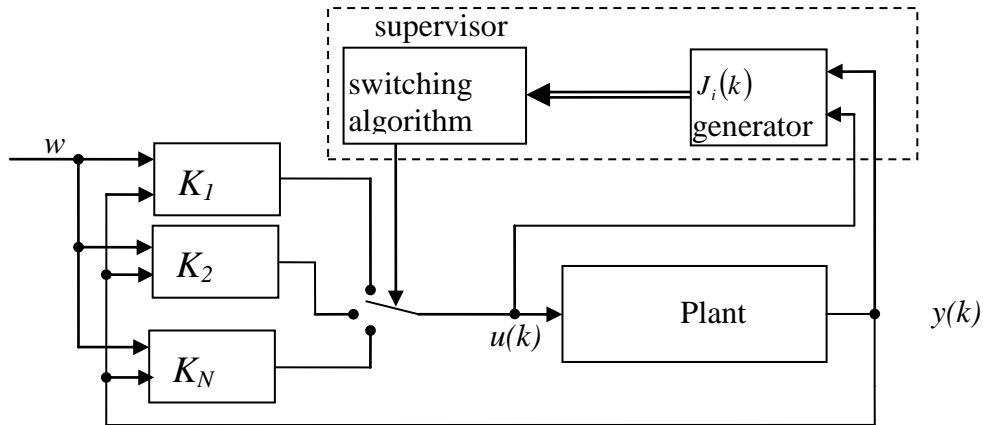 supervisor
switching
algorithm
J_i(k)
generator
w
K_1
K_2
K_N
Plant
u(k)
y(k)